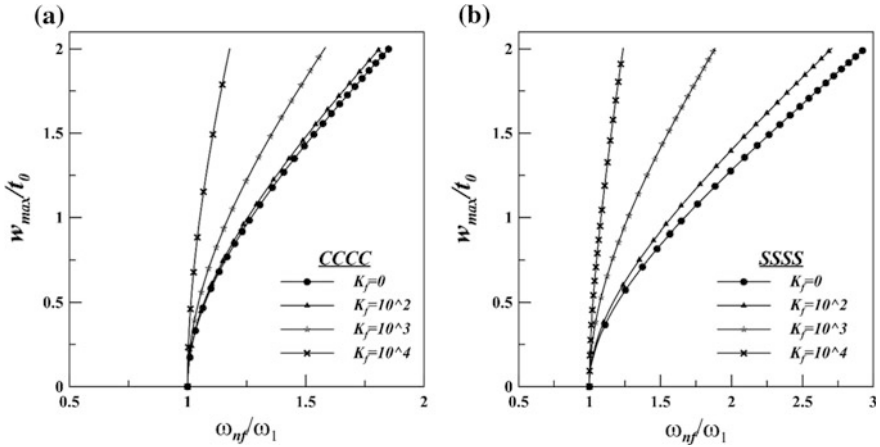 (a)
2
1.5
1
0.5
0
w_max/t_0
CCCC
K_f=0
K_f=10^2
K_f=10^3
K_f=10^4
0.5
1
1.5
2
ω_nf/ω_1
(b)
2
1.5
1
0.5
0
w_max/t_0
SSSS
K_f=0
K_f=10^2
K_f=10^3
K_f=10^4
0.5
1
1.5
2
2.5
3
ω_nf/ω_1